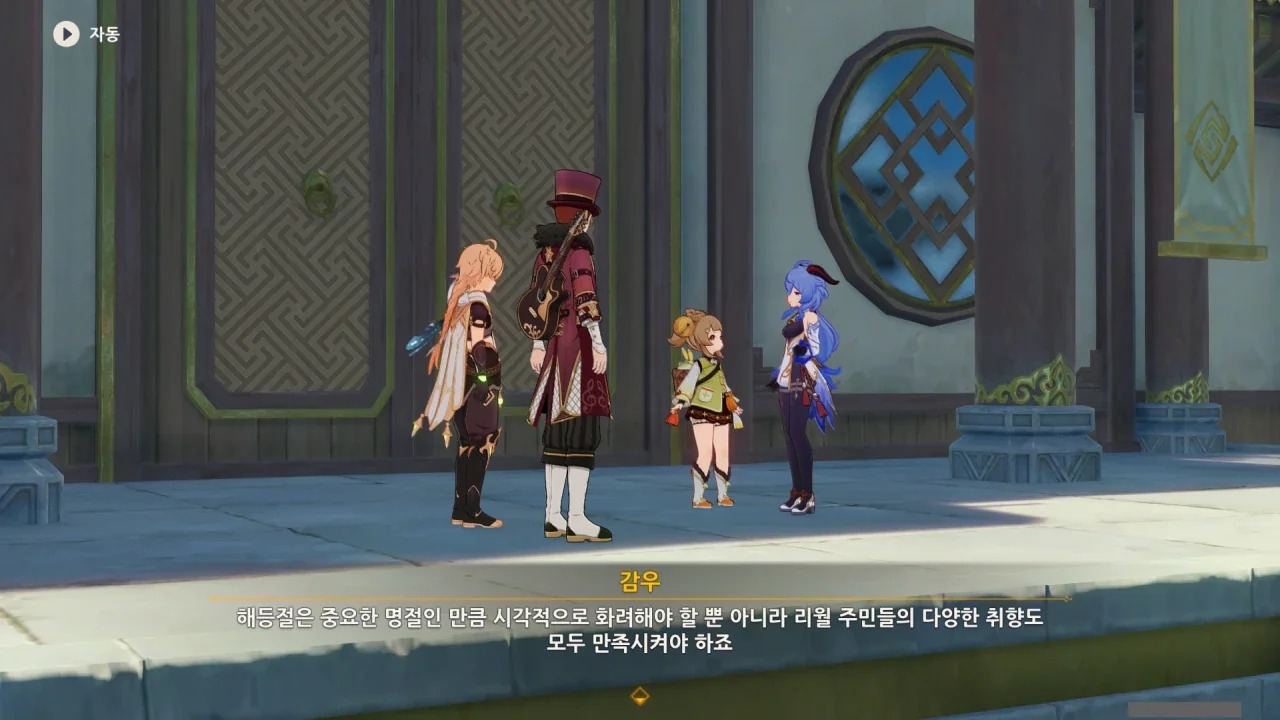 자동
감우
해등절은 중요한 명절인 만큼 시각적으로 화려해야 할 뿐 아니라 리월 주민들의 다양한 취향도
모두 만족시켜야 하죠